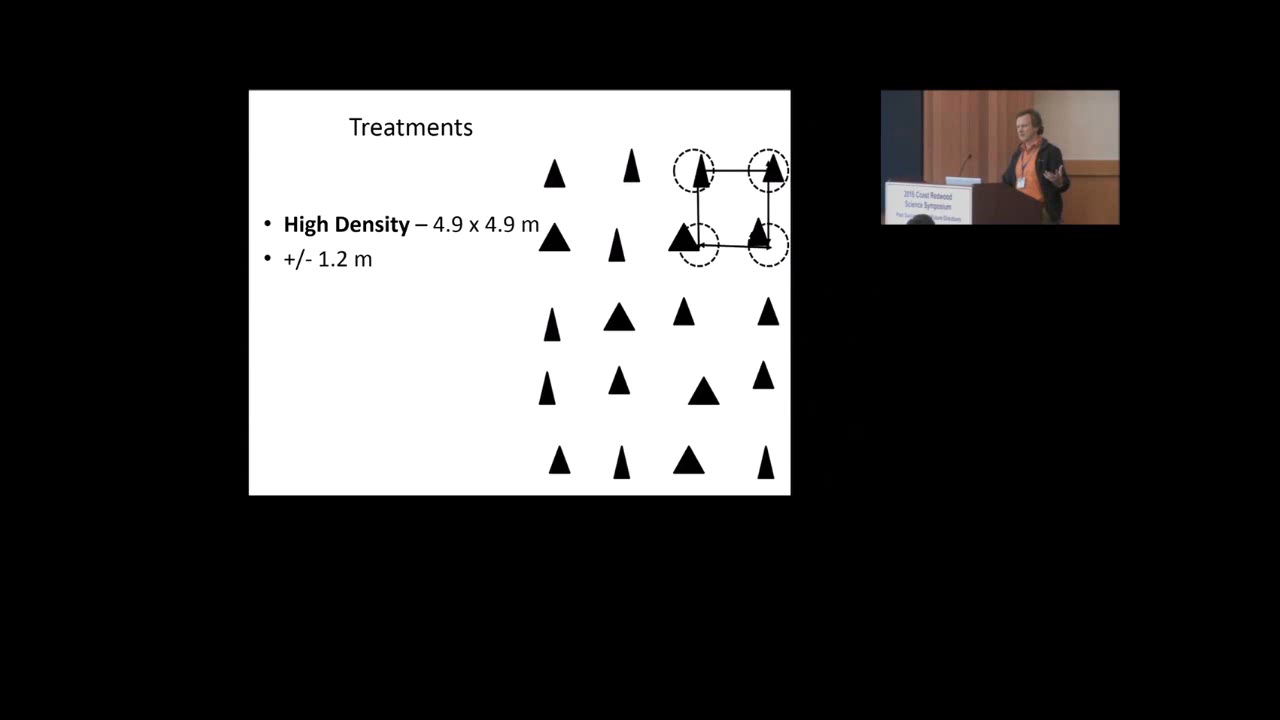 Treatments
• High Density – 4.9 x 4.9 m
• +/- 1.2 m
2016 Coast Redwood
Science Symposium